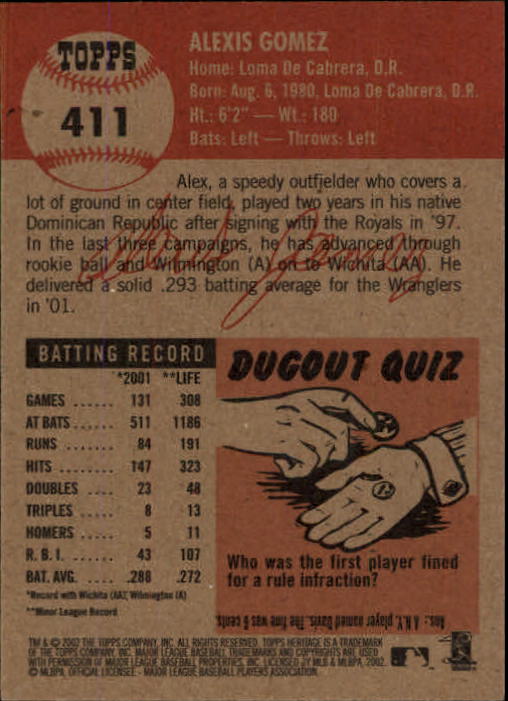 TOPPS
411
ALEXIS GOMEZ
Home: Loma De Cabrera, D.R.
Born: Aug. 6, 1980, Loma De Cabrera, D.R.
Ht.: 6'2" — Wt.: 180
Bats: Left — Throws: Left
Alex, a speedy outfielder who covers a
lot of ground in center field, played two years in his native
Dominican Republic after signing with the Royals in '97.
In the last three campaigns, he has advanced through
rookie ball and Wilmington (A) on to Wichita (AA). He
delivered a solid .293 batting average for the Wranglers
in '01.
Alexis Gomez
BATTING RECORD
*2001 **LIFE
GAMES ...... 131 308
AT BATS ...... 511 1186
RUNS ...... 84 191
HITS ....... 147 323
DOUBLES .... 23 48
TRIPLES ..... 8 13
HOMERS ..... 5 11
R. B. I. ...... 43 107
BAT. AVG. .... .288 .272
*Record with Wichita (AA), Wilmington (A)
**Minor League Record
DUGOUT QUIZ
Who was the first player fined
for a rule infraction?
Ans.: A N.Y. player named Davis. The fine was 6 cents.
TM & © 2002 THE TOPPS COMPANY, INC. ALL RIGHTS RESERVED. TOPPS HERITAGE IS A TRADEMARK
OF THE TOPPS COMPANY, INC. MAJOR LEAGUE BASEBALL TRADEMARKS AND COPYRIGHTS ARE USED
WITH PERMISSION OF MAJOR LEAGUE BASEBALL PROPERTIES, INC. LICENSED BY MLB & MLBPA, 2002.
© MLBPA, OFFICIAL LICENSEE - MAJOR LEAGUE BASEBALL PLAYERS ASSOCIATION.